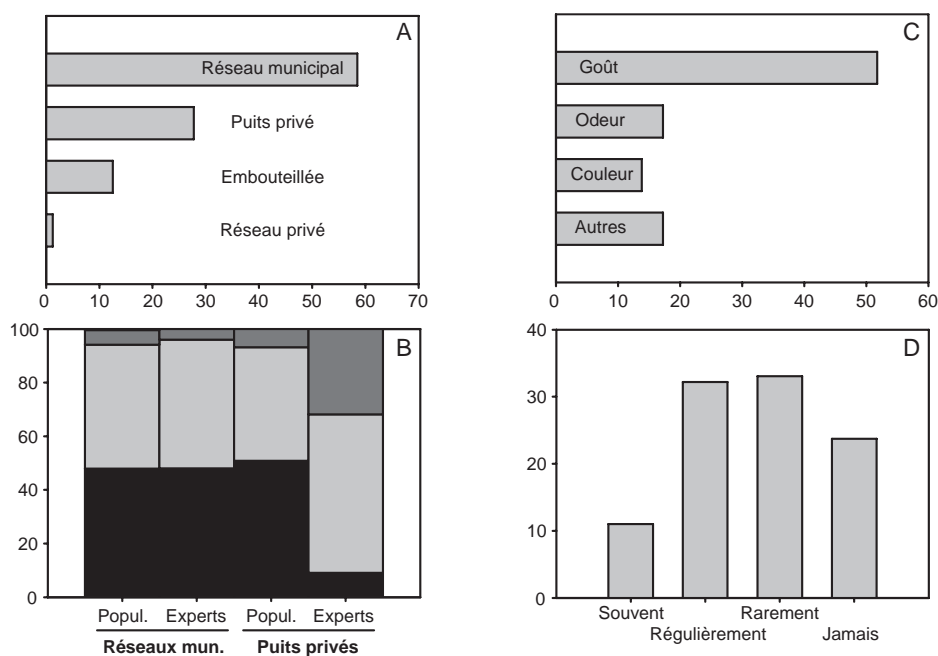 A
Réseau municipal
Puits privé
Embouteillée
Réseau privé
0 10 20 30 40 50 60 70
C
Goût
Odeur
Couleur
Autres
0 10 20 30 40 50 60
B
100
80
60
40
20
0
Popul. Experts Popul. Experts
Réseaux mun. Puits privés
D
40
30
20
10
0
Souvent Rarement
Régulièrement Jamais